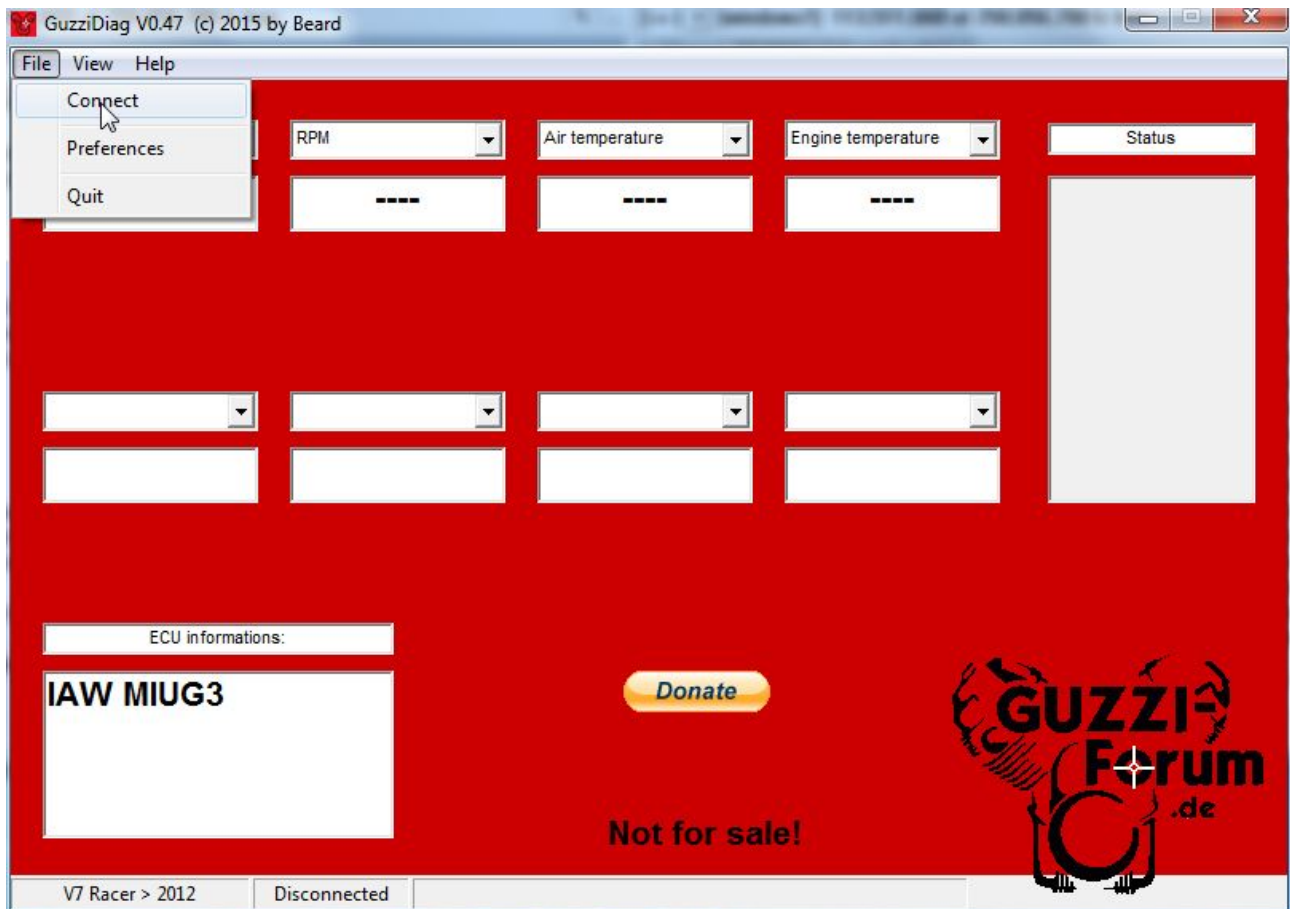 GuzziDiag V0.47 (c) 2015 by Beard
File View Help
Connect
Preferences
Quit
RPM
Air temperature
Engine temperature
Status
----
----
----
ECU informations:
IAW MIUG3
Donate
GUZZI-
Forum
.de
Not for sale!
V7 Racer > 2012
Disconnected